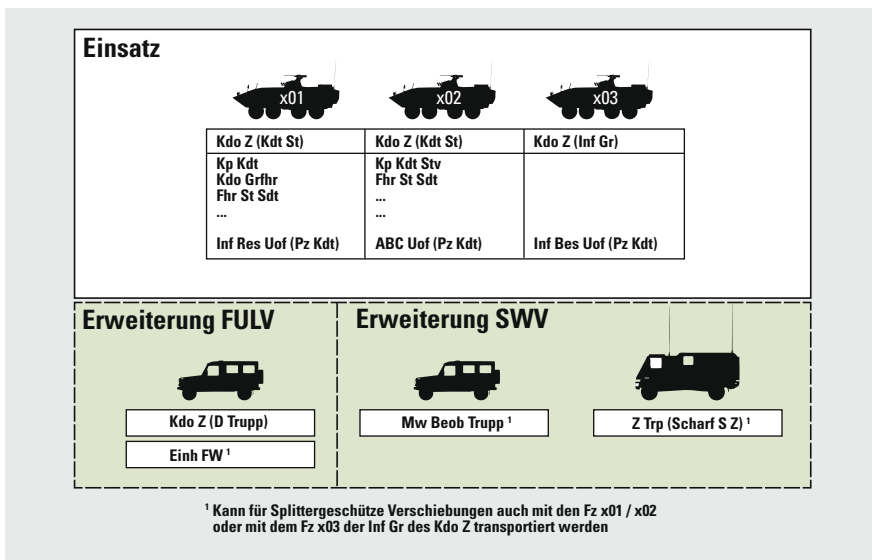 Einsatz
x01 x02 x03
Kdo Z (Kdt St) Kdo Z (Kdt St) Kdo Z (Inf Gr)
Kp Kdt Kp Kdt Stv
Kdo Grfhr Fhr St Sdt
Fhr St Sdt ...
... ...
Inf Res Uof (Pz Kdt) ABC Uof (Pz Kdt) Inf Bes Uof (Pz Kdt)
Erweiterung FULV Erweiterung SWV
Kdo Z (D Trupp) Mw Beob Trupp ¹ Z Trp (Scharf S Z) ¹
Einh FW ¹
¹ Kann für Splittergeschütze Verschiebungen auch mit den Fz x01 / x02
oder mit dem Fz x03 der Inf Gr des Kdo Z transportiert werden